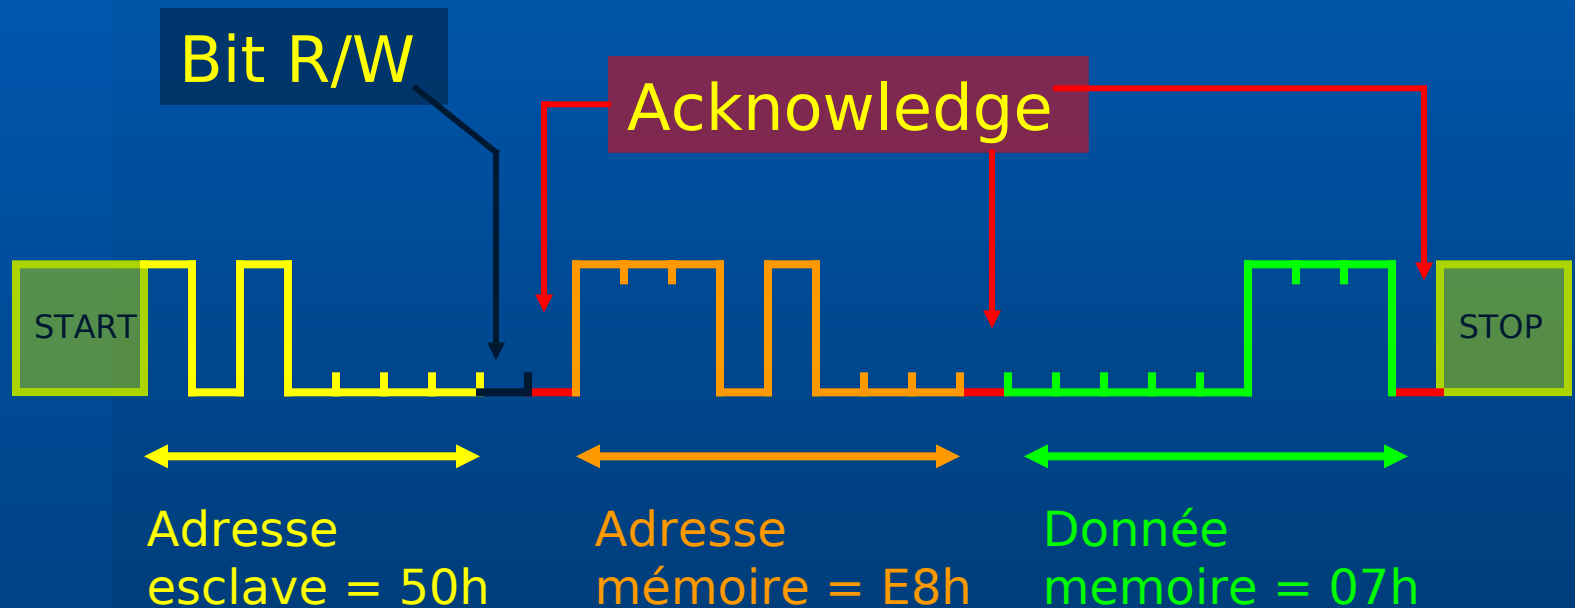 Bit R/W
Acknowledge
START
STOP
Adresse
esclave = 50h
Adresse
mémoire = E8h
Donnée
memoire = 07h